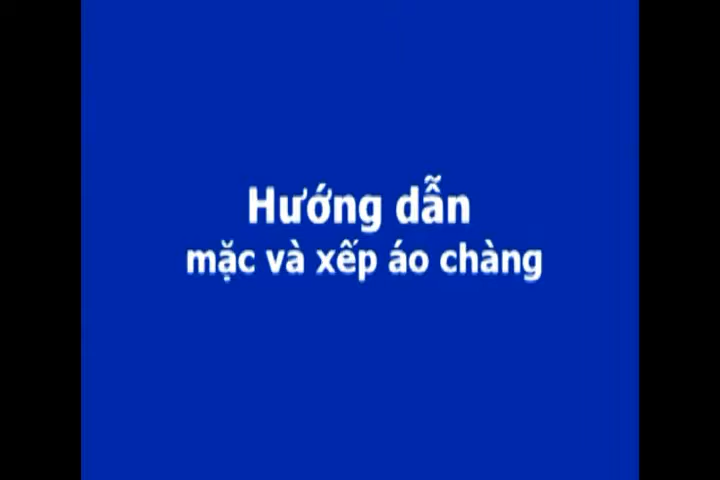 Hướng dẫn
mặc và xếp áo chàng